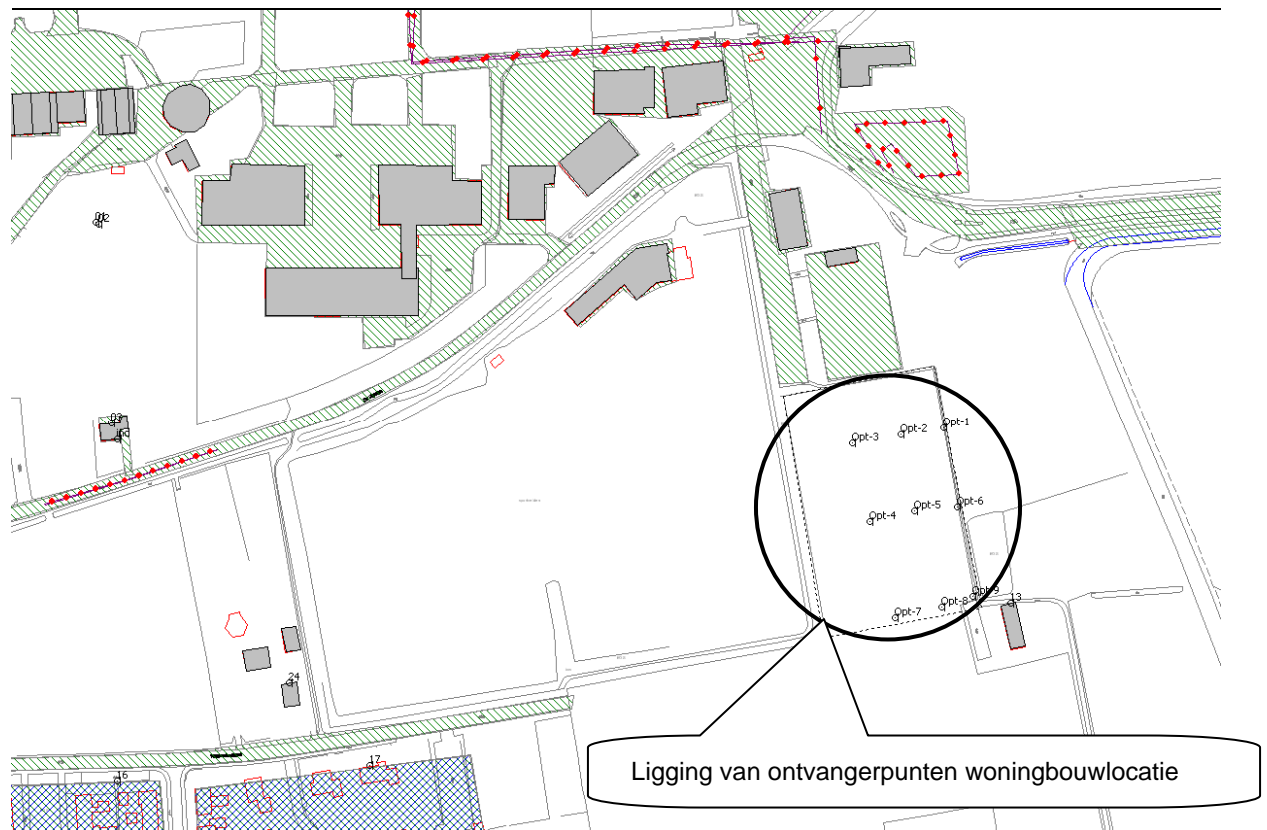 02
03
Opt-1
Opt-2
Opt-3
Opt-4
Opt-5
Opt-6
Opt-7
Opt-8
Opt-9
13
24
17
16
Ligging van ontvangerpunten woningbouwlocatie